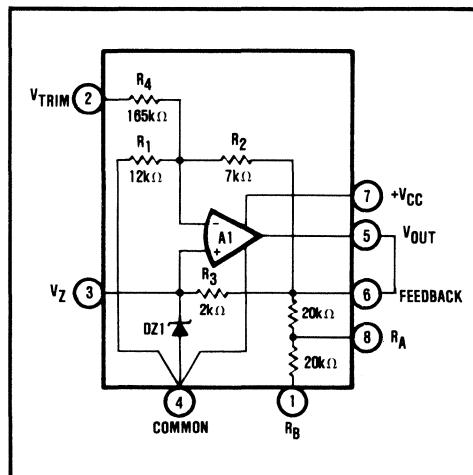 V_TRIM 2
R4
165kΩ
R1
12kΩ
R2
7kΩ
7 +V_CC
A1
−
+
5 V_OUT
V_Z 3
R3
2kΩ
6 FEEDBACK
DZ1
20kΩ
8 R_A
20kΩ
4
COMMON
1
R_B